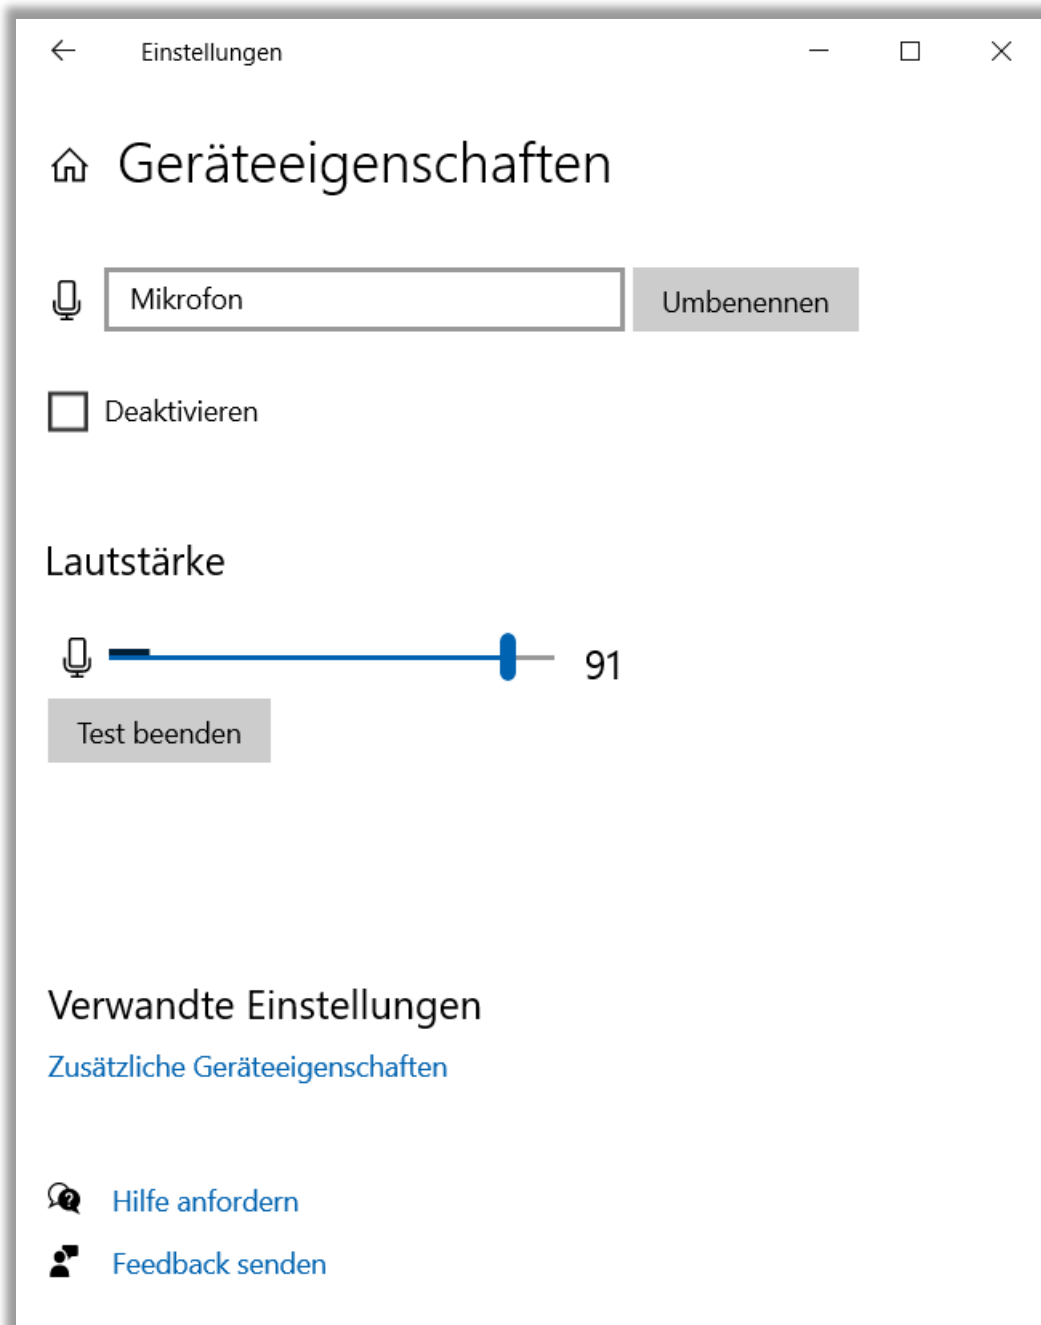 Einstellungen
Geräteeigenschaften
Mikrofon
Umbenennen
Deaktivieren
Lautstärke
91
Test beenden
Verwandte Einstellungen
Zusätzliche Geräteeigenschaften
Hilfe anfordern
Feedback senden